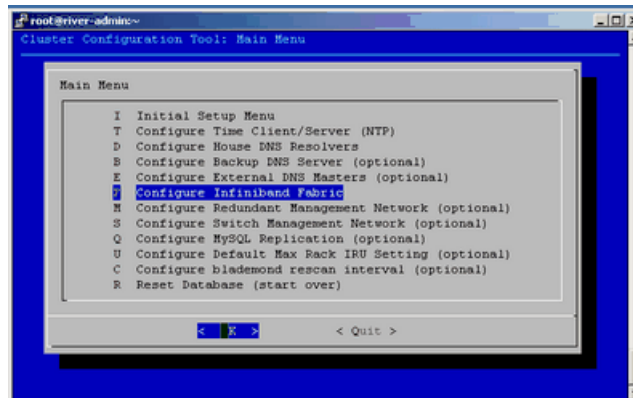 root@river-admin:~
Cluster Configuration Tool: Main Menu
Main Menu
I Initial Setup Menu
T Configure Time Client/Server (NTP)
D Configure House DNS Resolvers
B Configure Backup DNS Server (optional)
E Configure External DNS Masters (optional)
F Configure Infiniband Fabric
M Configure Redundant Management Network (optional)
S Configure Switch Management Network (optional)
Q Configure MySQL Replication (optional)
U Configure Default Max Rack IRU Setting (optional)
C Configure blademond rescan interval (optional)
R Reset Database (start over)
< K > < Quit >